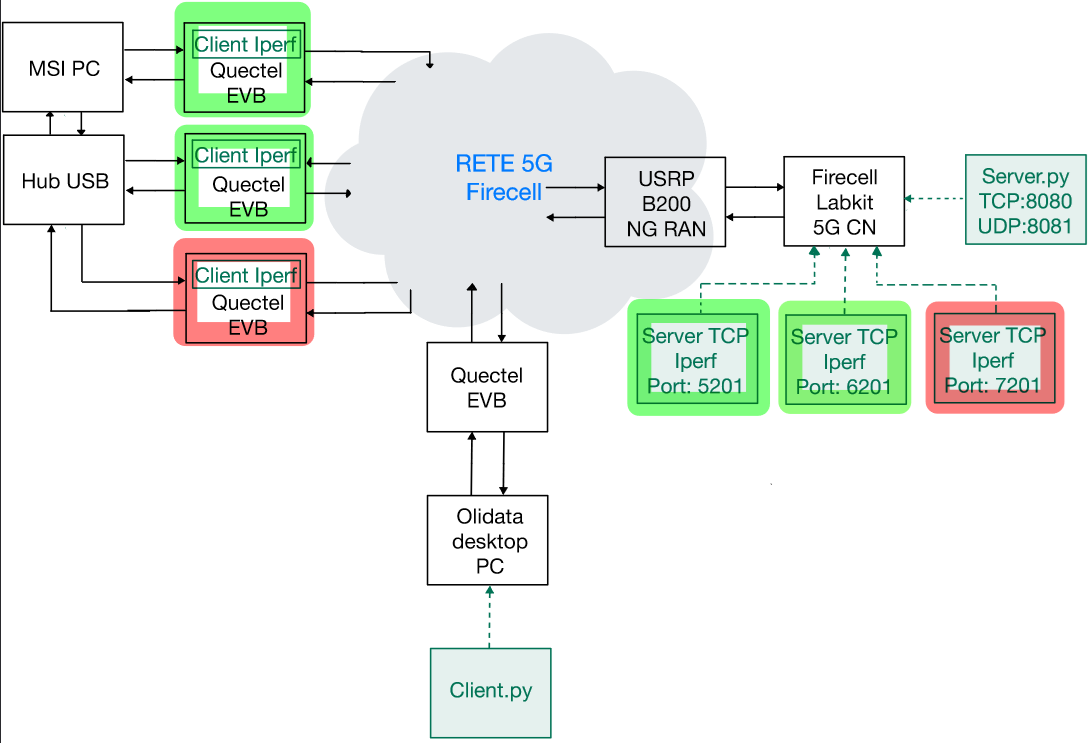 MSI PC
Hub USB
Client Iperf
Quectel
EVB
Client Iperf
Quectel
EVB
Client Iperf
Quectel
EVB
RETE 5G
Firecell
USRP
B200
NG RAN
Firecell
Labkit
5G CN
Server.py
TCP:8080
UDP:8081
Server TCP
Iperf
Port: 5201
Server TCP
Iperf
Port: 6201
Server TCP
Iperf
Port: 7201
Quectel
EVB
Olidata
desktop
PC
Client.py